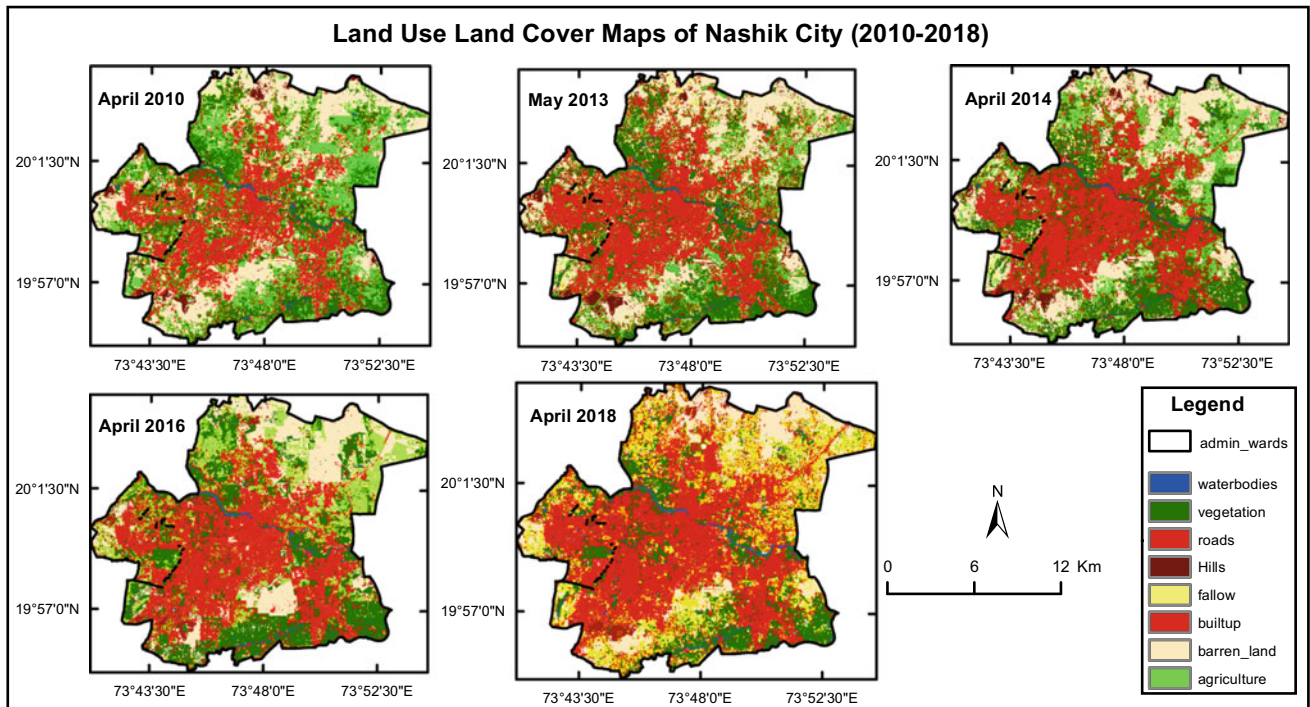 Land Use Land Cover Maps of Nashik City (2010-2018)
April 2010
May 2013
April 2014
20°1'30"N
20°1'30"N
20°1'30"N
19°57'0"N
19°57'0"N
19°57'0"N
73°43'30"E 73°48'0"E 73°52'30"E
73°43'30"E 73°48'0"E 73°52'30"E
73°43'30"E 73°48'0"E 73°52'30"E
April 2016
April 2018
20°1'30"N
20°1'30"N
19°57'0"N
19°57'0"N
73°43'30"E 73°48'0"E 73°52'30"E
73°43'30"E 73°48'0"E 73°52'30"E
N
0 6 12 Km
Legend
admin_wards
waterbodies
vegetation
roads
Hills
fallow
builtup
barren_land
agriculture